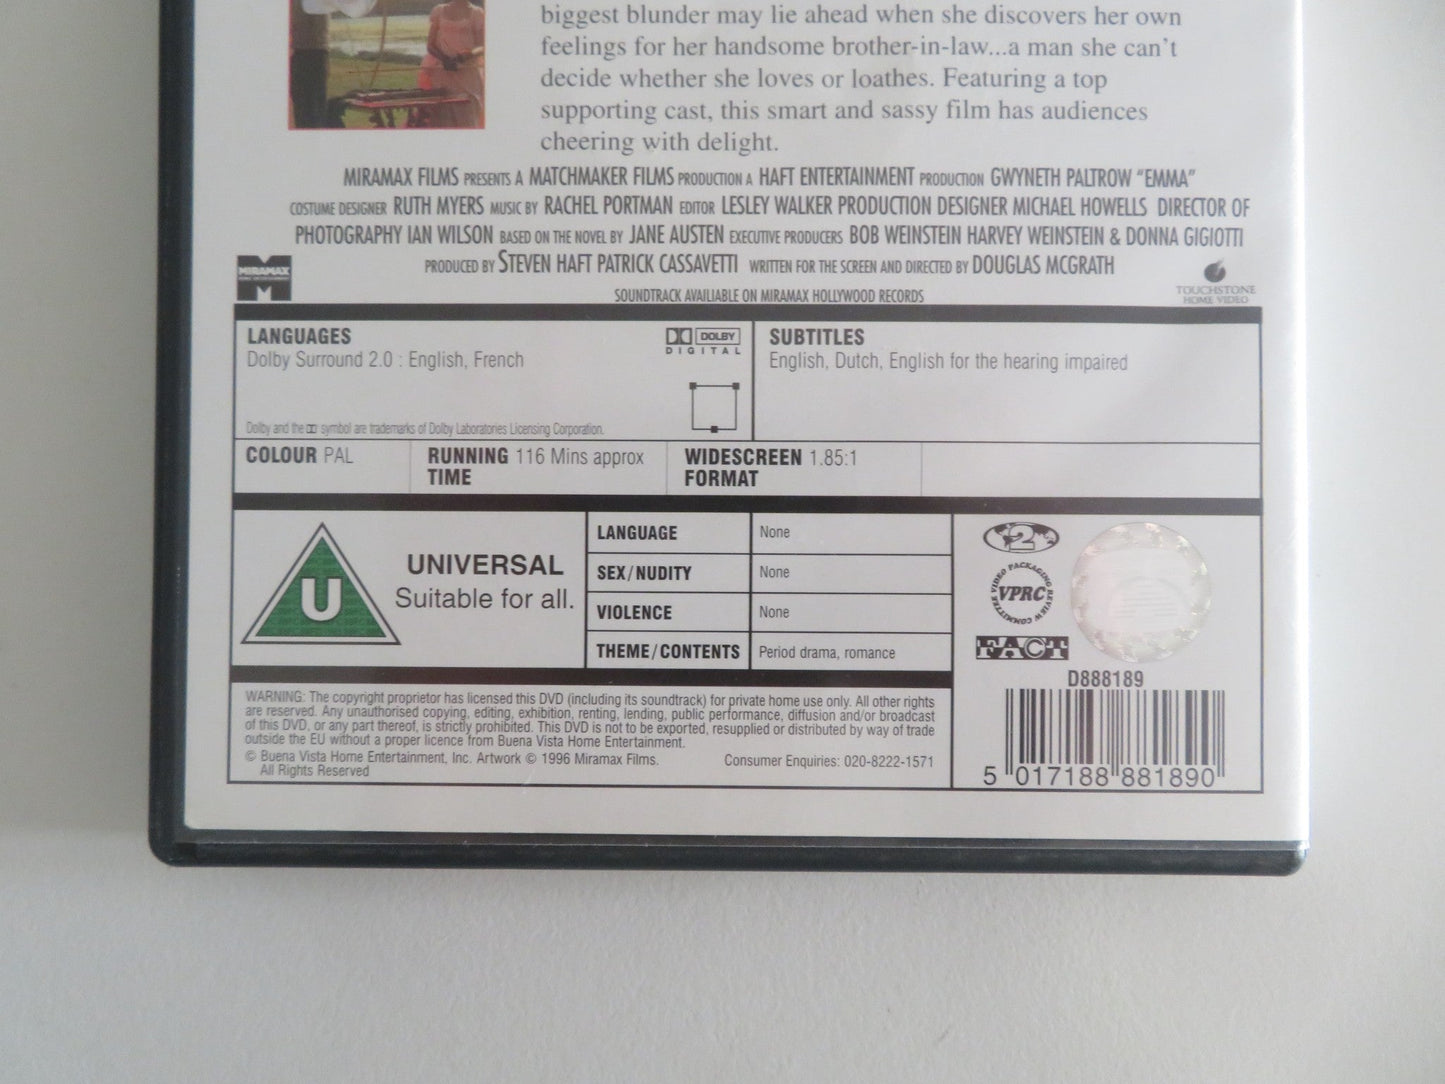 biggest blunder may lie ahead when she discovers her own
feelings for her handsome brother-in-law...a man she can't
decide whether she loves or loathes. Featuring a top
supporting cast, this smart and sassy film has audiences
cheering with delight.
MIRAMAX FILMS PRESENTS A MATCHMAKER FILMS PRODUCTION A HAFT ENTERTAINMENT PRODUCTION GWYNETH PALTROW "EMMA"
COSTUME DESIGNER RUTH MYERS MUSIC BY RACHEL PORTMAN EDITOR LESLEY WALKER PRODUCTION DESIGNER MICHAEL HOWELLS DIRECTOR OF
PHOTOGRAPHY IAN WILSON BASED ON THE NOVEL BY JANE AUSTEN EXECUTIVE PRODUCERS BOB WEINSTEIN HARVEY WEINSTEIN & DONNA GIGIOTTI
PRODUCED BY STEVEN HAFT PATRICK CASSAVETTI WRITTEN FOR THE SCREEN AND DIRECTED BY DOUGLAS MCGRATH
MIRAMAX
SOUNDTRACK AVAILIABLE ON MIRAMAX HOLLYWOOD RECORDS
TOUCHSTONE
HOME VIDEO
LANGUAGES
Dolby Surround 2.0 : English, French
DOLBY
DIGITAL
Dolby and the symbol are trademarks of Dolby Laboratories Licensing Corporation.
SUBTITLES
English, Dutch, English for the hearing impaired
COLOUR PAL
RUNNING 116 Mins approx
TIME
WIDESCREEN 1.85:1
FORMAT
U
UNIVERSAL
Suitable for all.
LANGUAGE None
SEX/NUDITY None
VIOLENCE None
THEME/CONTENTS Period drama, romance
2
VIDEO PACKAGING REVIEW COMMITTEE
VPRC
FACT
D888189
WARNING: The copyright proprietor has licensed this DVD (including its soundtrack) for private home use only. All other rights
are reserved. Any unauthorised copying, editing, exhibition, renting, lending, public performance, diffusion and/or broadcast
of this DVD, or any part thereof, is strictly prohibited. This DVD is not to be exported, resupplied or distributed by way of trade
outside the EU without a proper licence from Buena Vista Home Entertainment.
© Buena Vista Home Entertainment, Inc. Artwork © 1996 Miramax Films. Consumer Enquiries: 020-8222-1571
All Rights Reserved
5 017188 881890